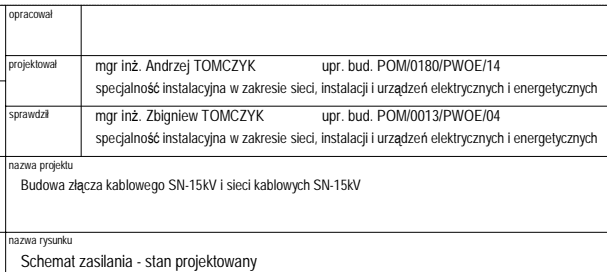 opracował
projektował
mgr inż. Andrzej TOMCZYK upr. bud. POM/0180/PWOE/14
specjalność instalacyjna w zakresie sieci, instalacji i urządzeń elektrycznych i energetycznych
sprawdził
mgr inż. Zbigniew TOMCZYK upr. bud. POM/0013/PWOE/04
specjalność instalacyjna w zakresie sieci, instalacji i urządzeń elektrycznych i energetycznych
nazwa projektu
Budowa złącza kablowego SN-15kV i sieci kablowych SN-15kV
nazwa rysunku
Schemat zasilania - stan projektowany